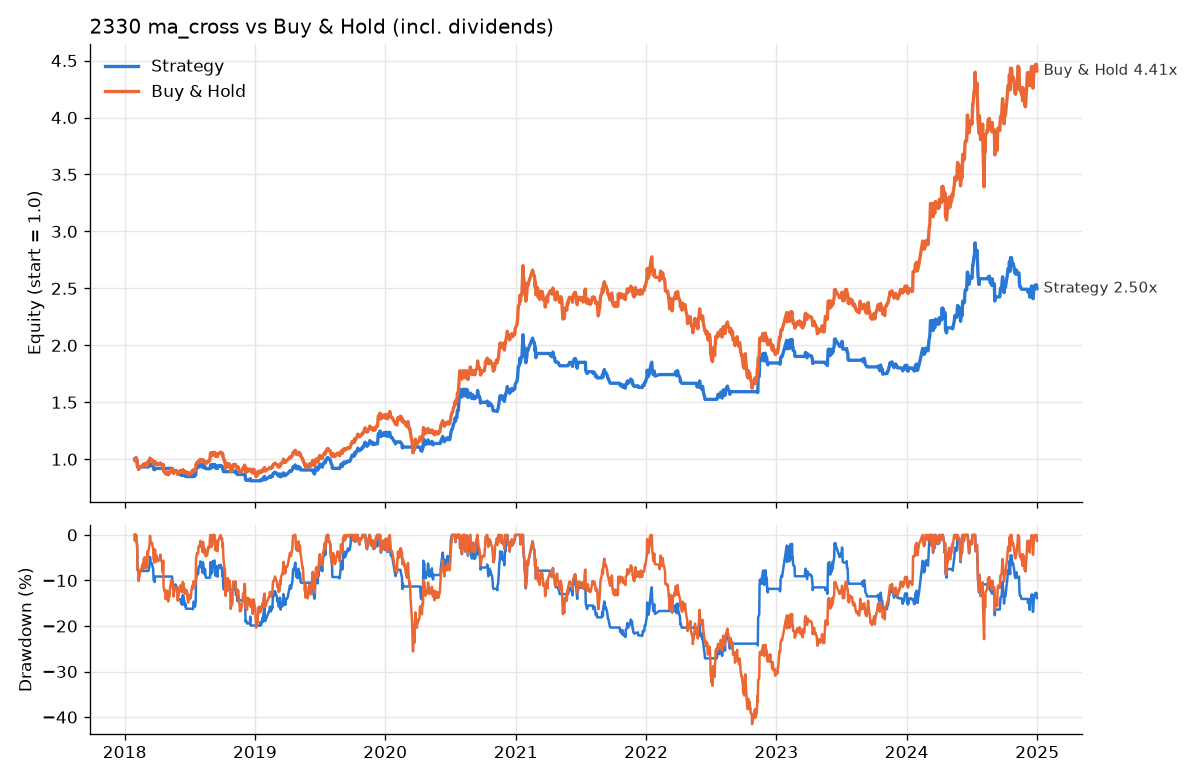 2330 ma_cross vs Buy & Hold (incl. dividends)
Strategy
Buy & Hold
Equity (start = 1.0)
4.5
4.0
3.5
3.0
2.5
2.0
1.5
1.0
Buy & Hold 4.41x
Strategy 2.50x
Drawdown (%)
0
−10
−20
−30
−40
2018 2019 2020 2021 2022 2023 2024 2025